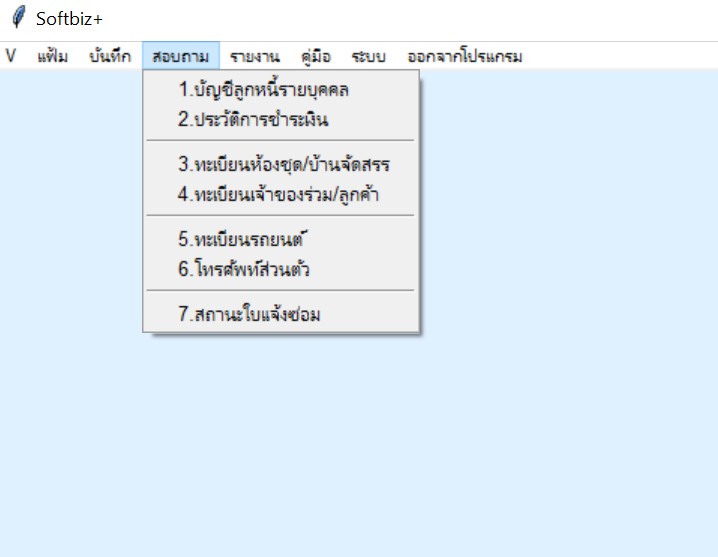 Softbiz+
V แฟ้ม บันทึก สอบถาม รายงาน คู่มือ ระบบ ออกจากโปรแกรม
1.บัญชีลูกหนี้รายบุคคล
2.ประวัติการชำระเงิน
3.ทะเบียนห้องชุด/บ้านจัดสรร
4.ทะเบียนเจ้าของร่วม/ลูกค้า
5.ทะเบียนรถยนต์
6.โทรศัพท์ส่วนตัว
7.สถานะใบแจ้งซ่อม